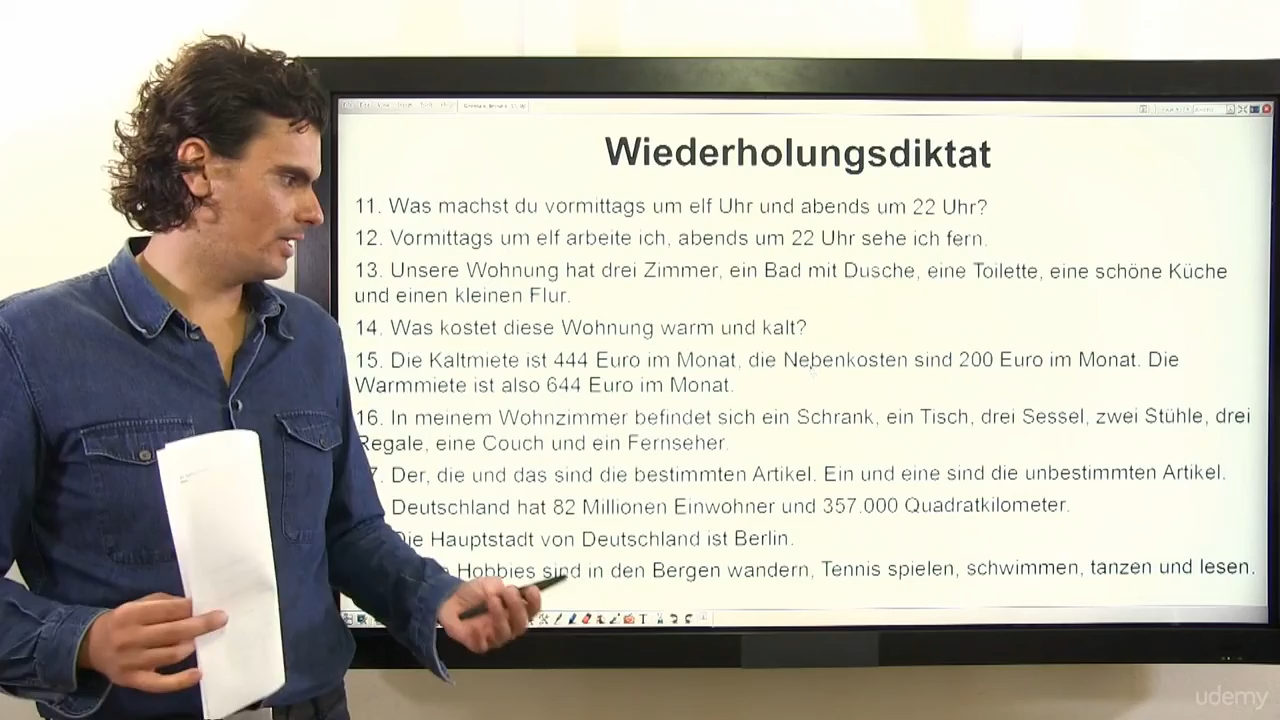 Wiederholungsdiktat
11. Was machst du vormittags um elf Uhr und abends um 22 Uhr?
12. Vormittags um elf arbeite ich, abends um 22 Uhr sehe ich fern.
13. Unsere Wohnung hat drei Zimmer, ein Bad mit Dusche, eine Toilette, eine schöne Küche
und einen kleinen Flur.
14. Was kostet diese Wohnung warm und kalt?
15. Die Kaltmiete ist 444 Euro im Monat, die Nebenkosten sind 200 Euro im Monat. Die
Warmmiete ist also 644 Euro im Monat.
16. In meinem Wohnzimmer befindet sich ein Schrank, ein Tisch, drei Sessel, zwei Stühle, drei
Regale, eine Couch und ein Fernseher.
7. Der, die und das sind die bestimmten Artikel. Ein und eine sind die unbestimmten Artikel.
Deutschland hat 82 Millionen Einwohner und 357.000 Quadratkilometer.
Die Hauptstadt von Deutschland ist Berlin.
Hobbies sind in den Bergen wandern, Tennis spielen, schwimmen, tanzen und lesen.
udemy